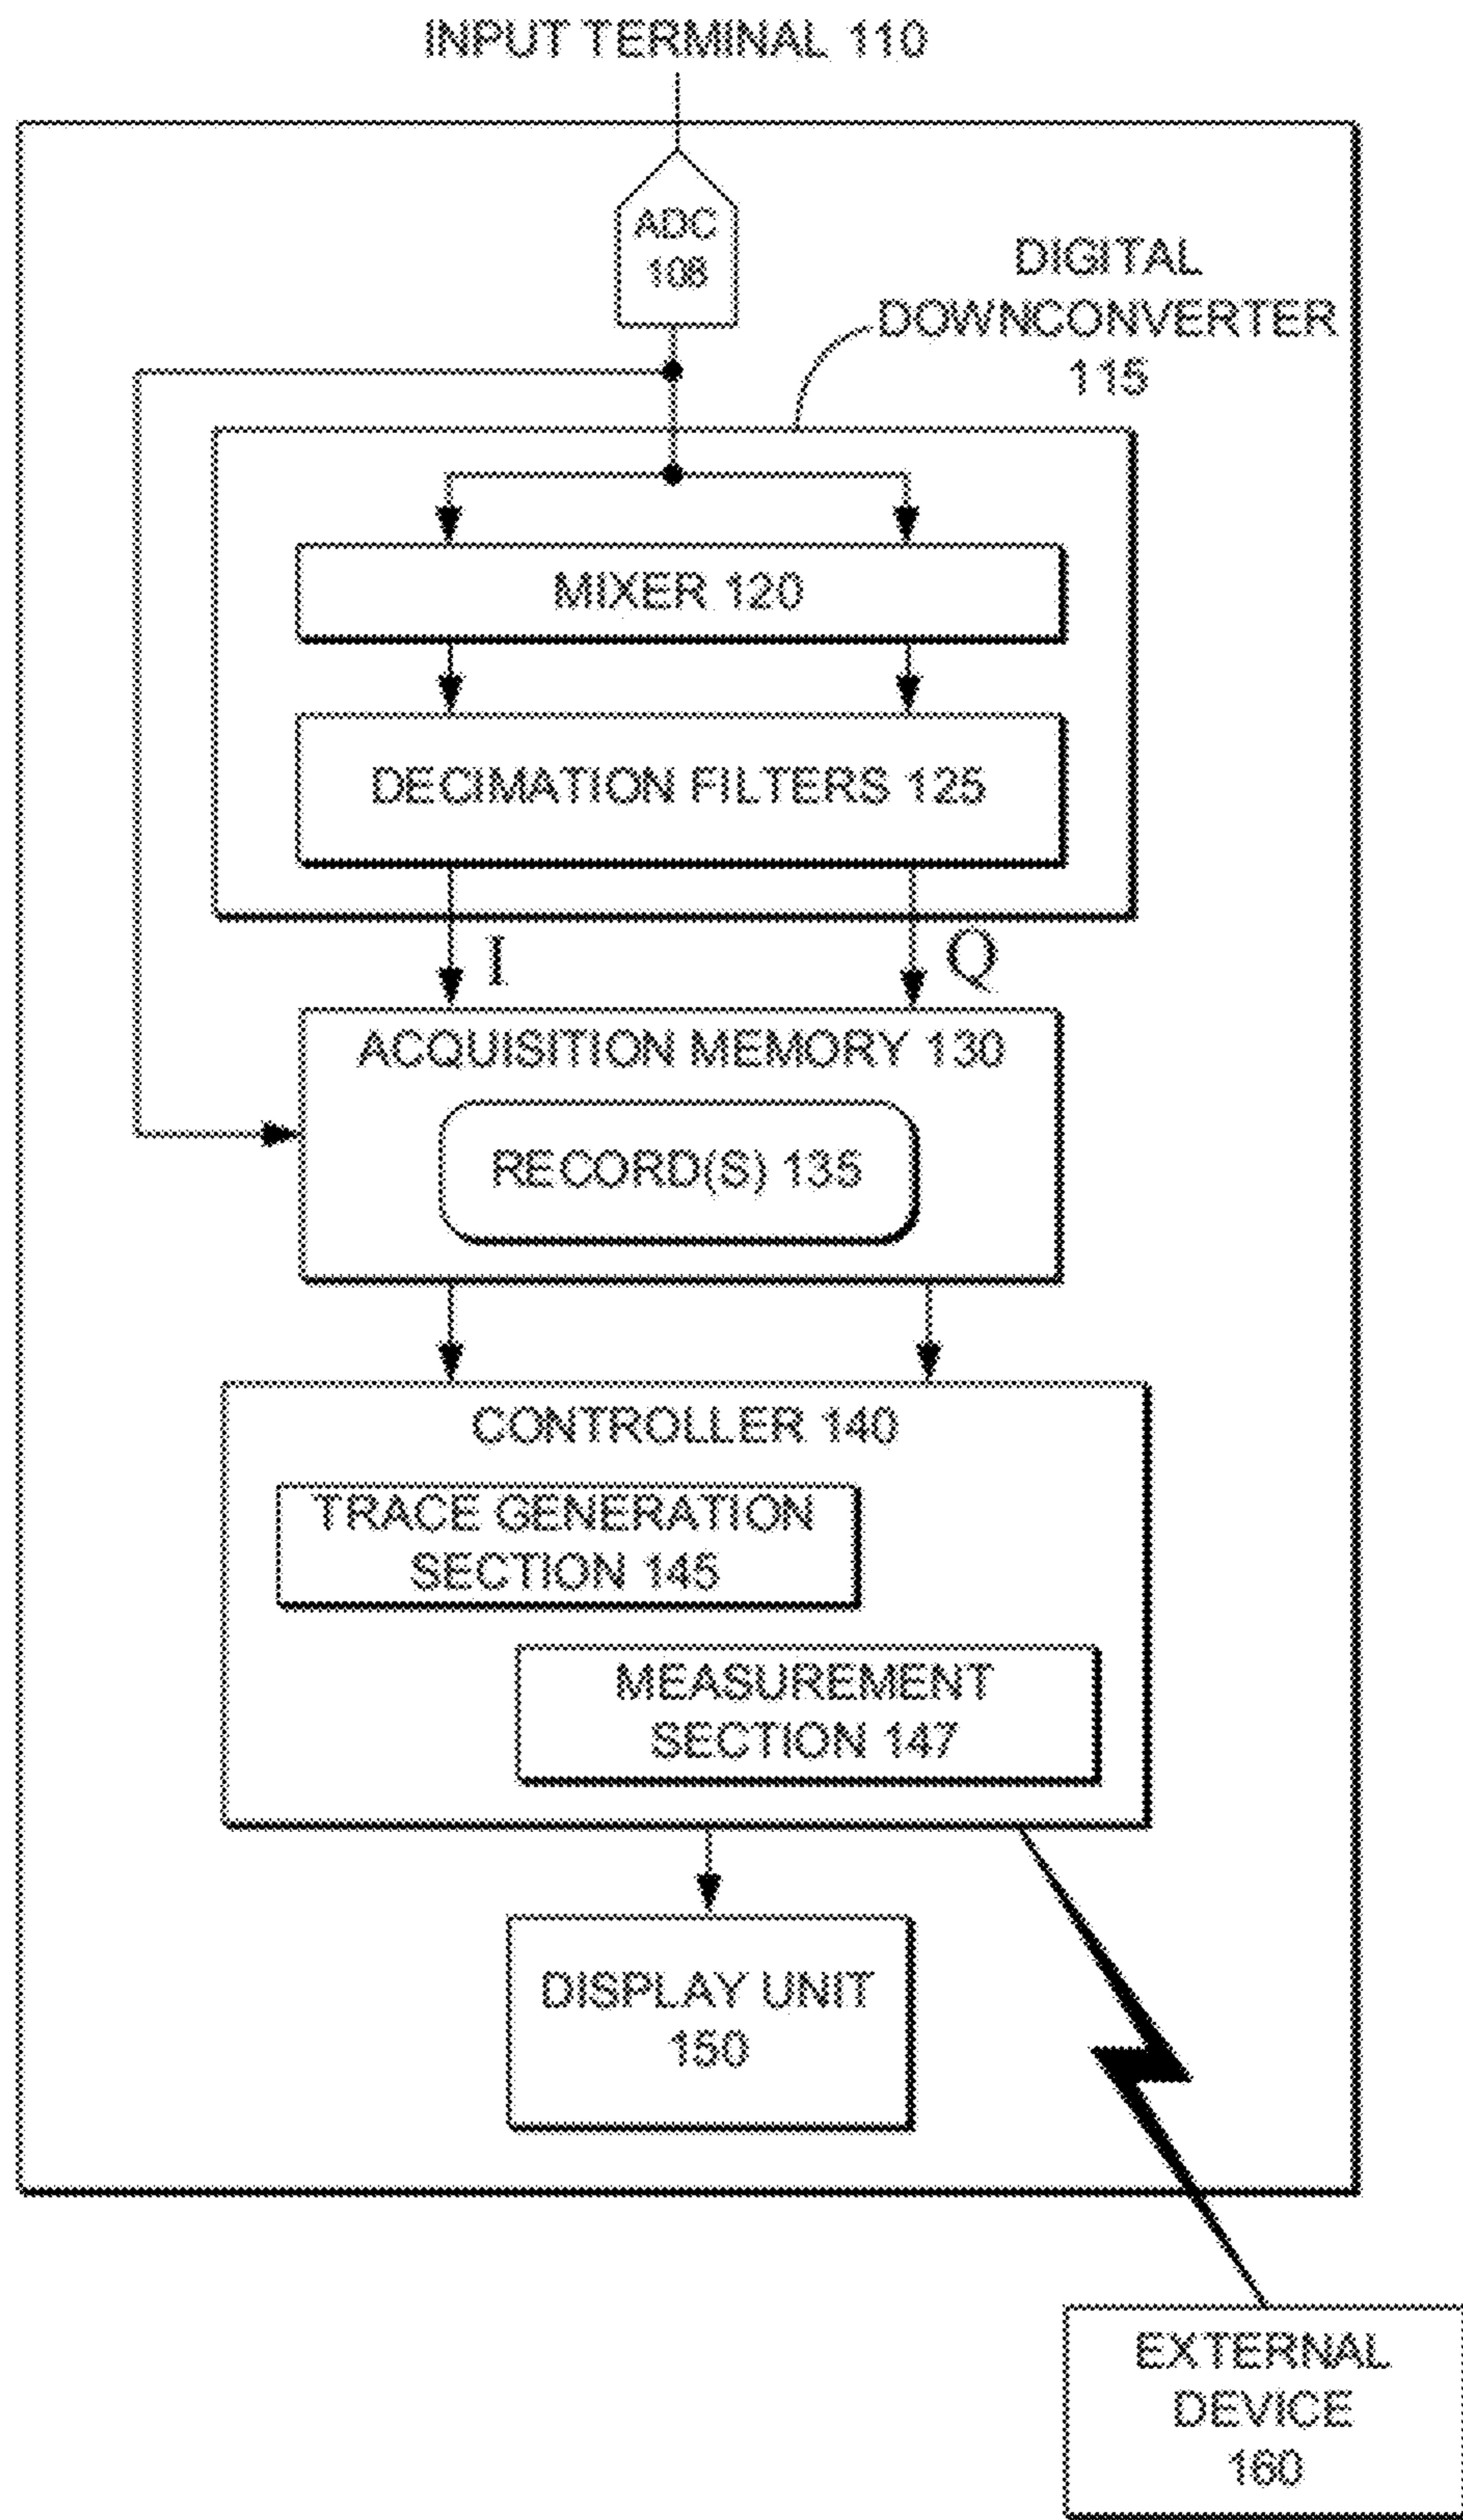 INPUT TERMINAL 110
ADC
108
DIGITAL
DOWNCONVERTER
115
MIXER 120
DECIMATION FILTERS 125
I
Q
ACQUISITION MEMORY 130
RECORD(S) 135
CONTROLLER 140
TRACE GENERATION
SECTION 145
MEASUREMENT
SECTION 147
DISPLAY UNIT
150
EXTERNAL
DEVICE
160